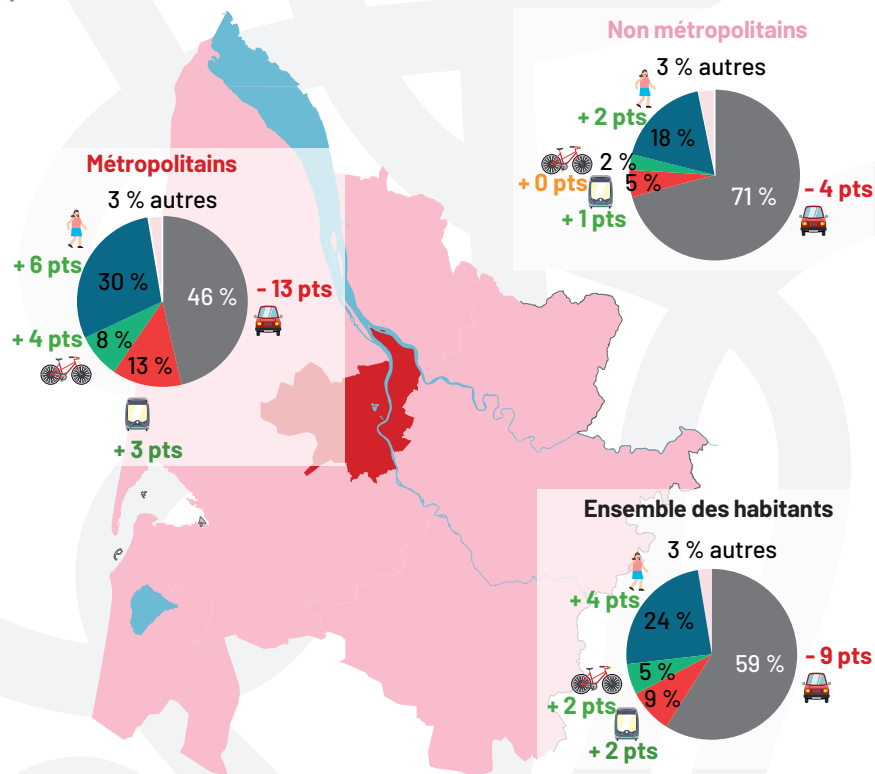 Non métropolitains
3 % autres
+ 2 pts
18 %
2 %
+ 0 pts
5 %
+ 1 pts
71 %
- 4 pts
Métropolitains
3 % autres
+ 6 pts
30 %
46 %
- 13 pts
+ 4 pts
8 %
13 %
+ 3 pts
Ensemble des habitants
3 % autres
+ 4 pts
24 %
59 %
- 9 pts
5 %
+ 2 pts
9 %
+ 2 pts